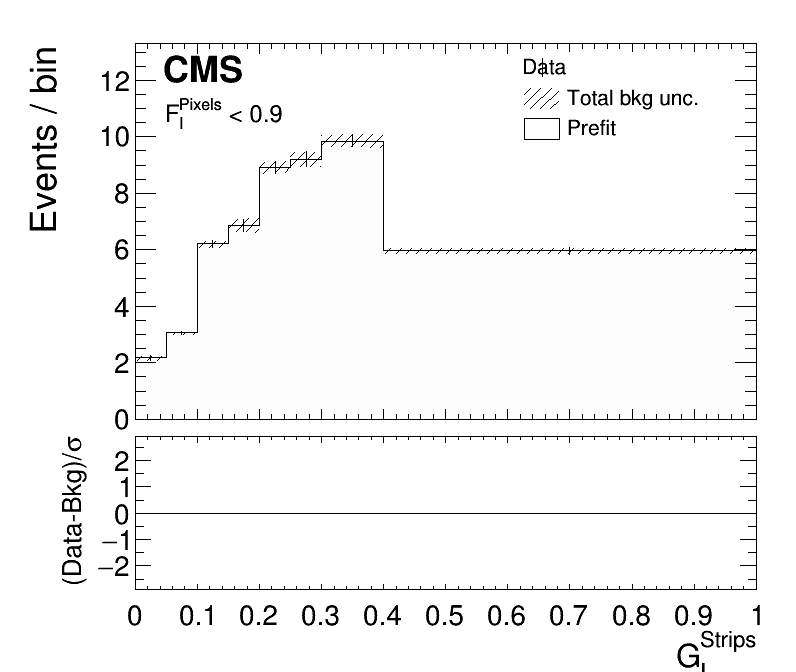 Events / bin
CMS
F_I^Pixels < 0.9
Data
Total bkg unc.
Prefit
12
10
8
6
4
2
0
(Data-Bkg)/σ
2
1
0
−1
−2
0 0.1 0.2 0.3 0.4 0.5 0.6 0.7 0.8 0.9 1
G_I^Strips